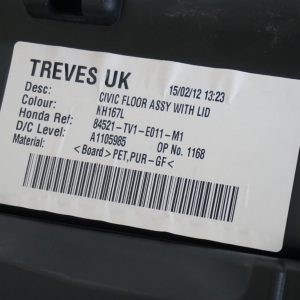 TREVES UK 15/02/12 13:23
Desc: CIVIC FLOOR ASSY WITH LID
Colour: AH167L
Honda Ref: 84521-TV1-E011-M1
D/C Level: A1105985 OP No. 1168
Material: <Board>PET,PUR-GF<